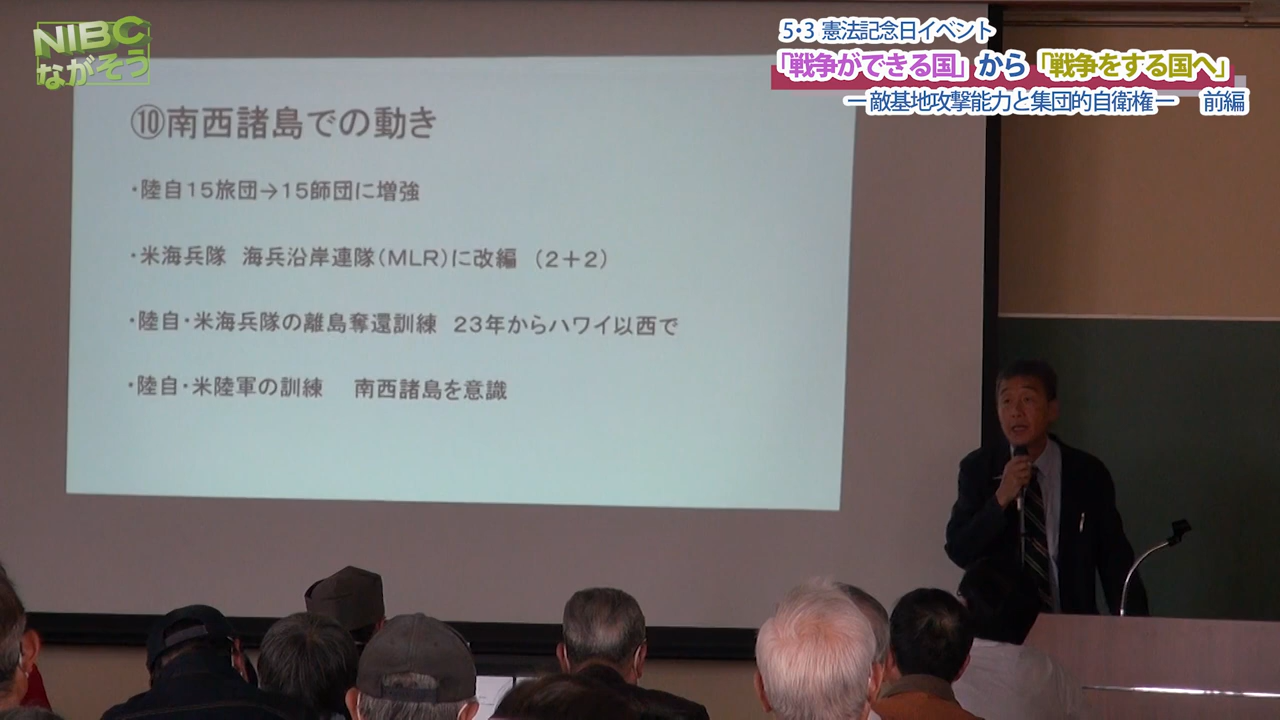 NIBC
ながそう
5・3 憲法記念日イベント
「戦争ができる国」から「戦争をする国へ」
－敵基地攻撃能力と集団的自衛権－　前編
⑩南西諸島での動き
・陸自15旅団→15師団に増強
・米海兵隊　海兵沿岸連隊(MLR)に改編　(2＋2)
・陸自・米海兵隊の離島奪還訓練　23年からハワイ以西で
・陸自・米陸軍の訓練　南西諸島を意識